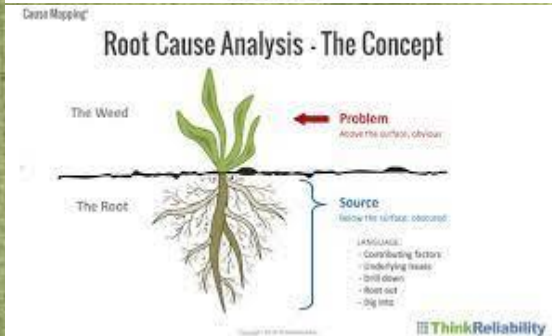 Cause Mapping®
Root Cause Analysis - The Concept
The Weed
Problem
Above the surface, obvious
The Root
Source
Below the surface, obscured
LANGUAGE:
- Contributing factors
- Underlying issues
- Drill down
- Root out
- Dig into
ThinkReliability